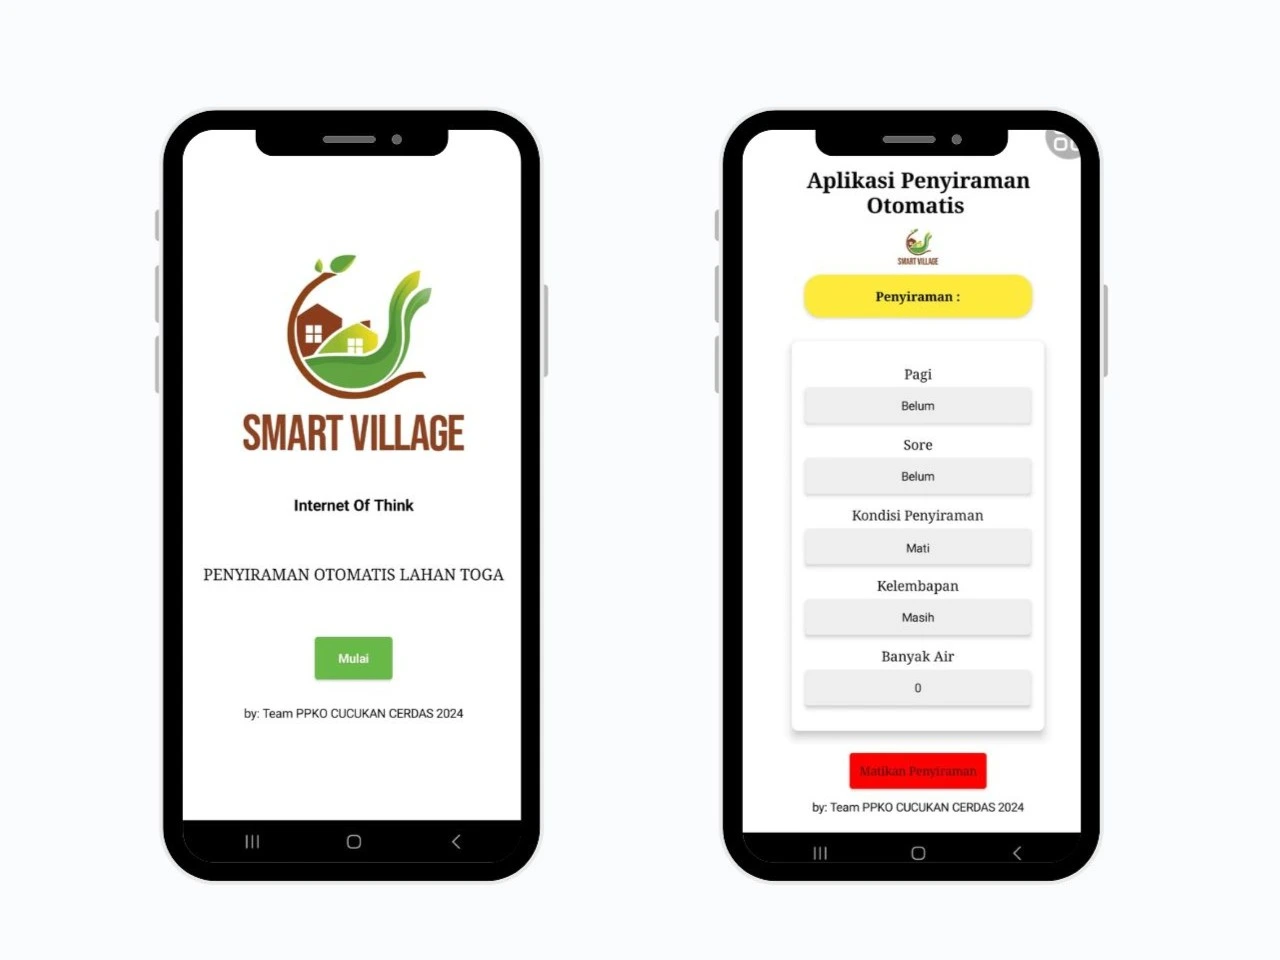 SMART VILLAGE
Internet Of Think
PENYIRAMAN OTOMATIS LAHAN TOGA
Mulai
by: Team PPKO CUCUKAN CERDAS 2024
Aplikasi Penyiraman
Otomatis
SMART VILLAGE
Penyiraman :
Pagi
Belum
Sore
Belum
Kondisi Penyiraman
Mati
Kelembapan
Masih
Banyak Air
0
Matikan Penyiraman
by: Team PPKO CUCUKAN CERDAS 2024